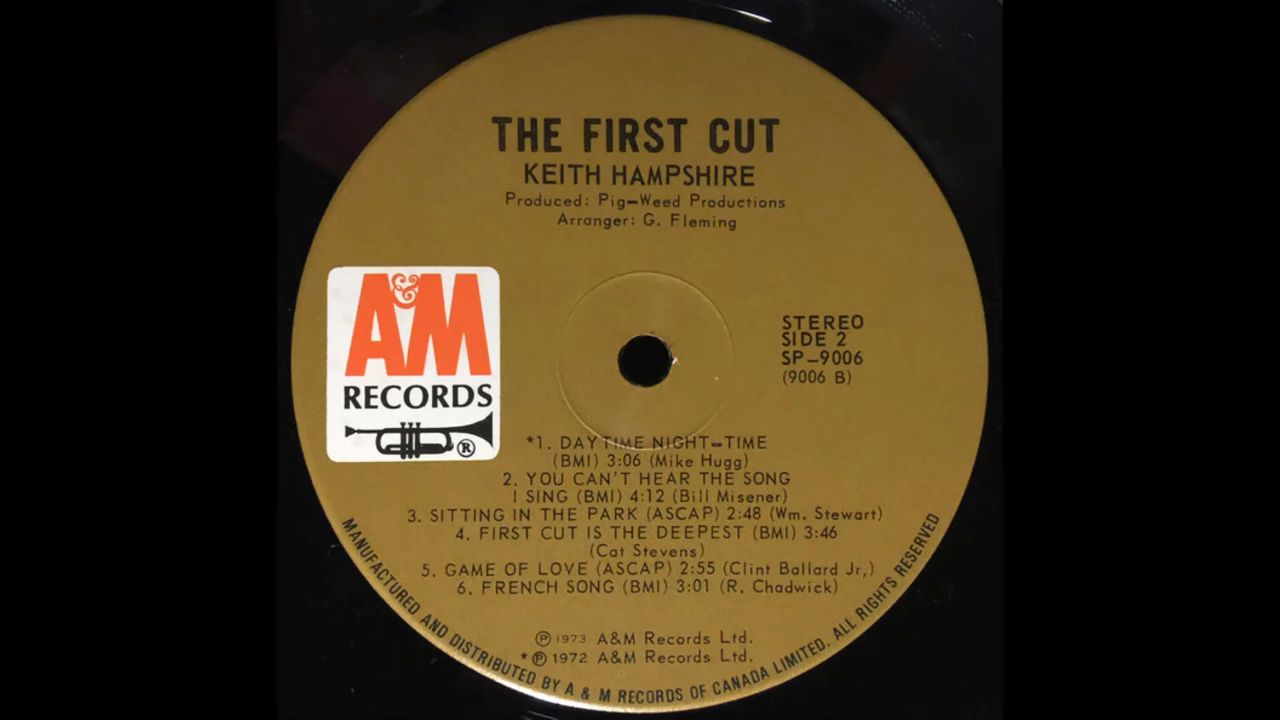 THE FIRST CUT
KEITH HAMPSHIRE
Produced: Pig-Weed Productions
Arranger: G. Fleming
A&M
RECORDS
®
STEREO
SIDE 2
SP-9006
(9006 B)
*1. DAYTIME NIGHT-TIME
(BMI) 3:06 (Mike Hugg)
2. YOU CAN'T HEAR THE SONG
I SING (BMI) 4:12 (Bill Misener)
3. SITTING IN THE PARK (ASCAP) 2:48 (Wm. Stewart)
4. FIRST CUT IS THE DEEPEST (BMI) 3:46
(Cat Stevens)
5. GAME OF LOVE (ASCAP) 2:55 (Clint Ballard Jr,)
6. FRENCH SONG (BMI) 3:01 (R. Chadwick)
℗ 1973 A&M Records Ltd.
* ℗ 1972 A&M Records Ltd.
MANUFACTURED AND DISTRIBUTED BY A & M RECORDS OF CANADA LIMITED. ALL RIGHTS RESERVED